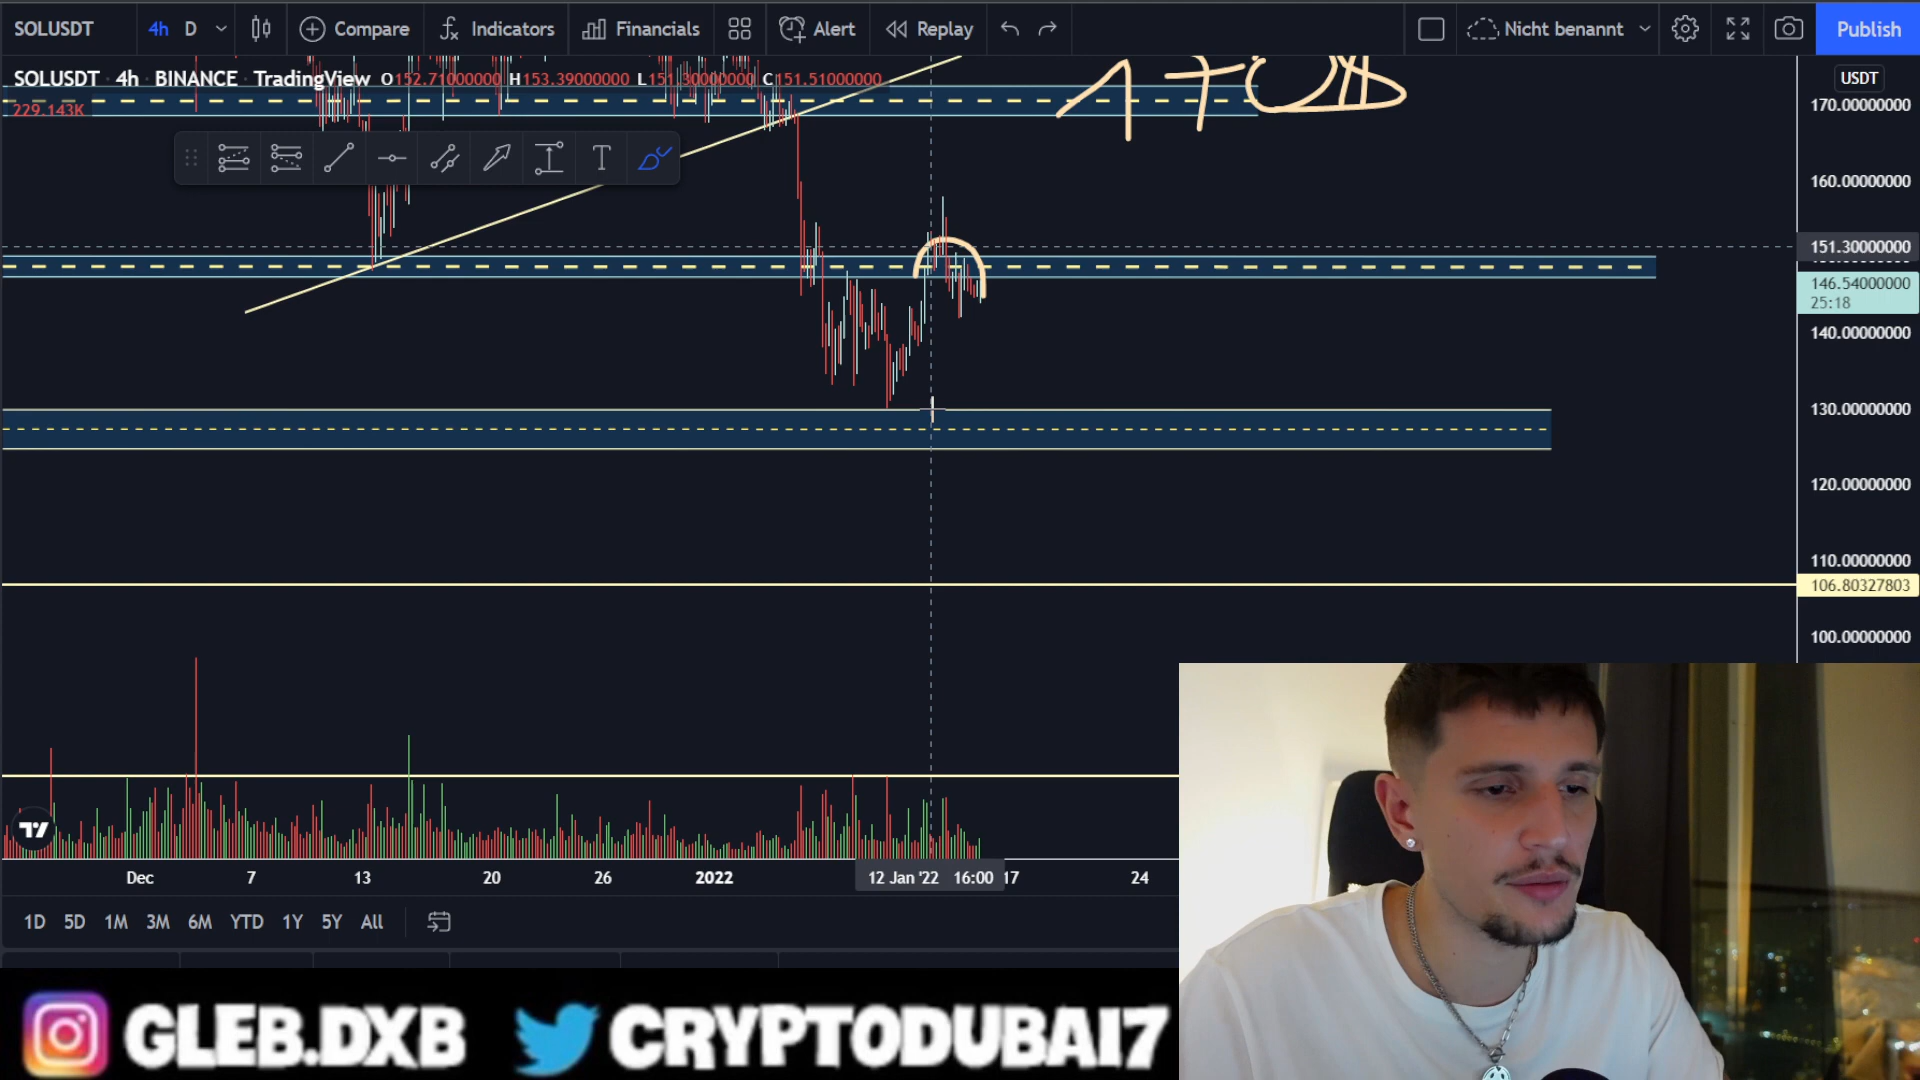 SOLUSDT 4h D Compare Indicators Financials Alert Replay Nicht benannt Publish
SOLUSDT · 4h · BINANCE · TradingView O152.71000000 H153.39000000 L151.30000000 C151.51000000
USDT
229.143K
170$
170.00000000
160.00000000
151.30000000
146.54000000
25:18
140.00000000
130.00000000
120.00000000
110.00000000
106.80327803
100.00000000
Dec 7 13 20 26 2022 12 Jan '22 16:00 17 24
1D 5D 1M 3M 6M YTD 1Y 5Y All
GLEB.DXB CRYPTODUBAI7